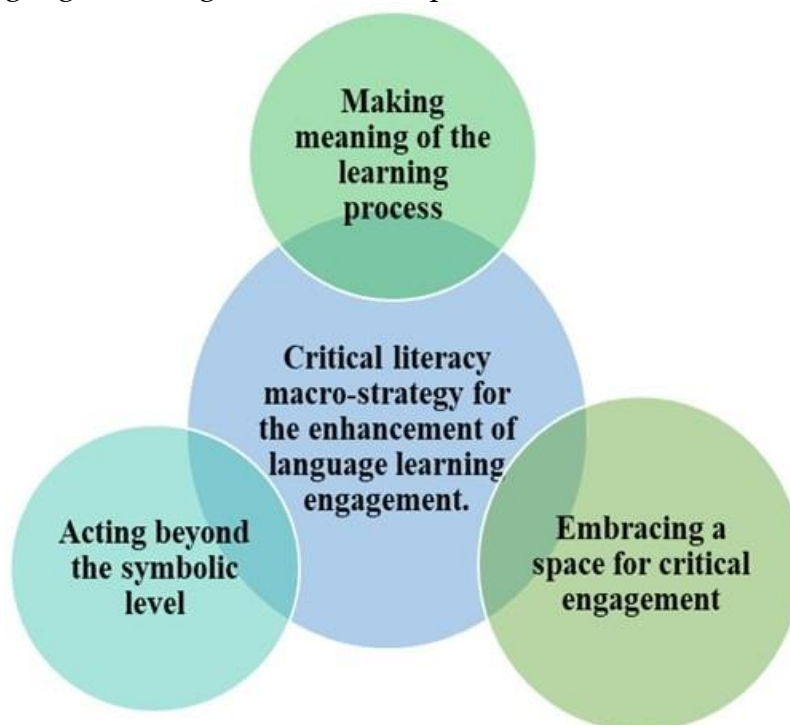 Making
meaning of the
learning
process
Critical literacy
macro-strategy for
the enhancement of
language learning
engagement.
Acting beyond
the symbolic
level
Embracing a
space for critical
engagement